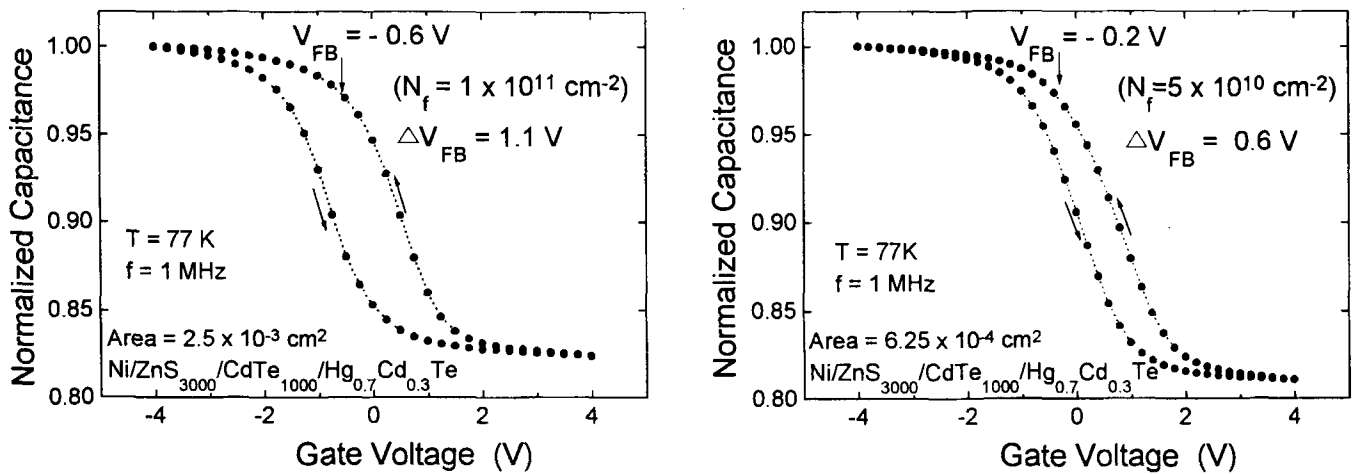 Normalized Capacitance
1.00
0.95
0.90
0.85
0.80
V_FB = - 0.6 V
(N_f = 1 x 10^11 cm^-2)
△V_FB = 1.1 V
T = 77 K
f = 1 MHz
Area = 2.5 x 10^-3 cm^2
Ni/ZnS_3000/CdTe_1000/Hg_0.7Cd_0.3Te
-4 -2 0 2 4
Gate Voltage (V)
Normalized Capacitance
1.00
0.95
0.90
0.85
0.80
V_FB = - 0.2 V
(N_f=5 x 10^10 cm^-2)
△V_FB = 0.6 V
T = 77K
f = 1 MHz
Area = 6.25 x 10^-4 cm^2
Ni/ZnS_3000/CdTe_1000/Hg_0.7Cd_0.3Te
-4 -2 0 2 4
Gate Voltage (V)